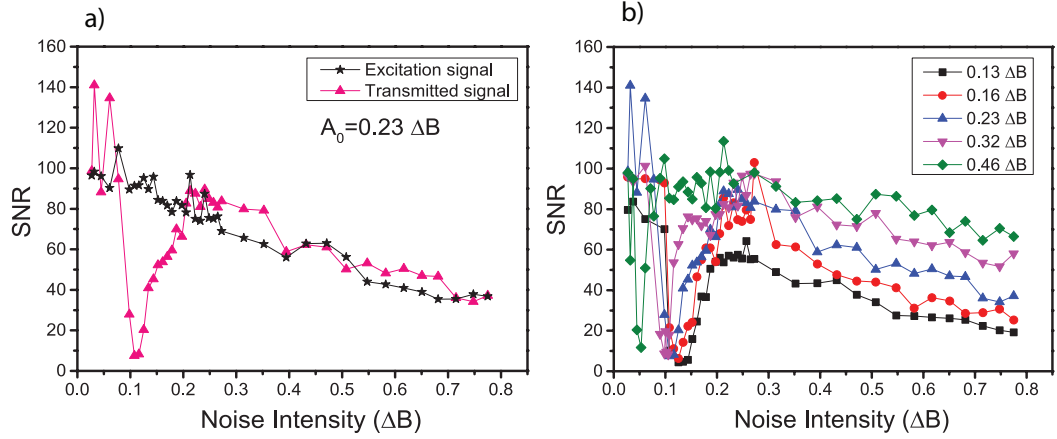 a)
160
140
120
100
80
60
40
20
0
SNR
Excitation signal
Transmitted signal
A₀=0.23 ΔB
0.0 0.1 0.2 0.3 0.4 0.5 0.6 0.7 0.8
Noise Intensity (ΔB)
b)
160
140
120
100
80
60
40
20
0
SNR
0.13 ΔB
0.16 ΔB
0.23 ΔB
0.32 ΔB
0.46 ΔB
0.0 0.1 0.2 0.3 0.4 0.5 0.6 0.7 0.8
Noise Intensity (ΔB)